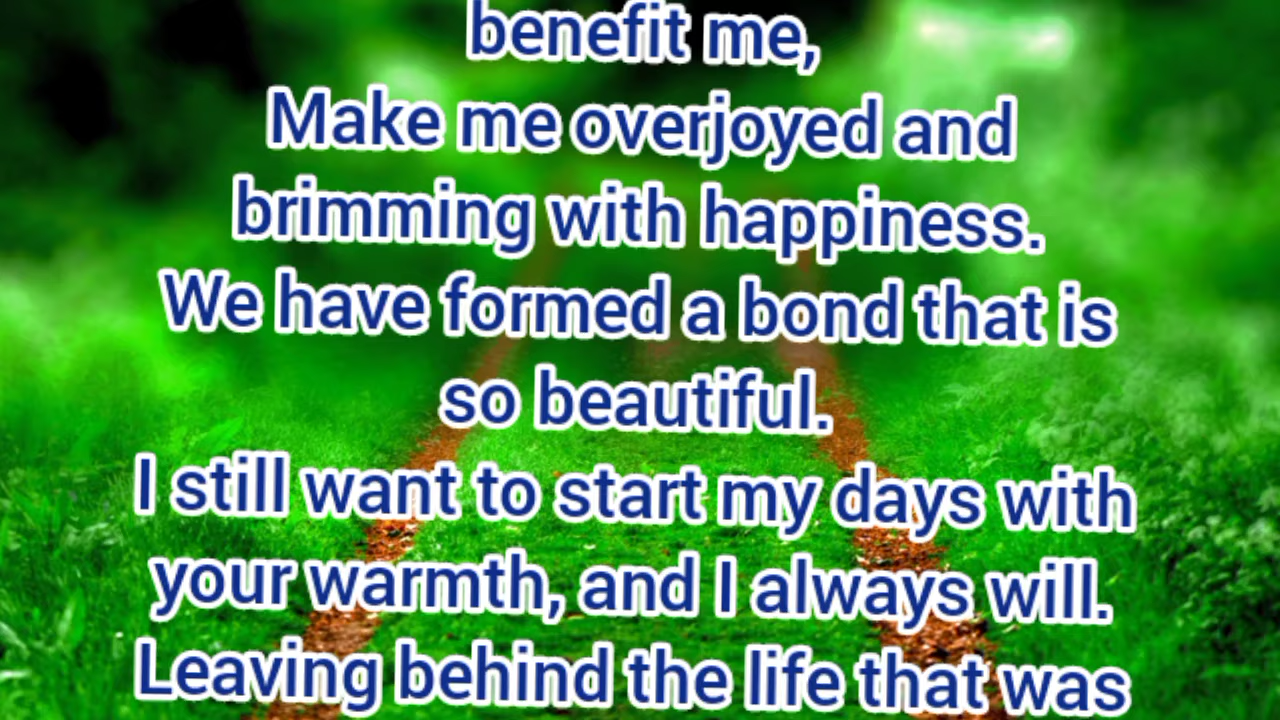 benefit me,
Make me overjoyed and
brimming with happiness.
We have formed a bond that is
so beautiful.
I still want to start my days with
your warmth, and I always will.
Leaving behind the life that was